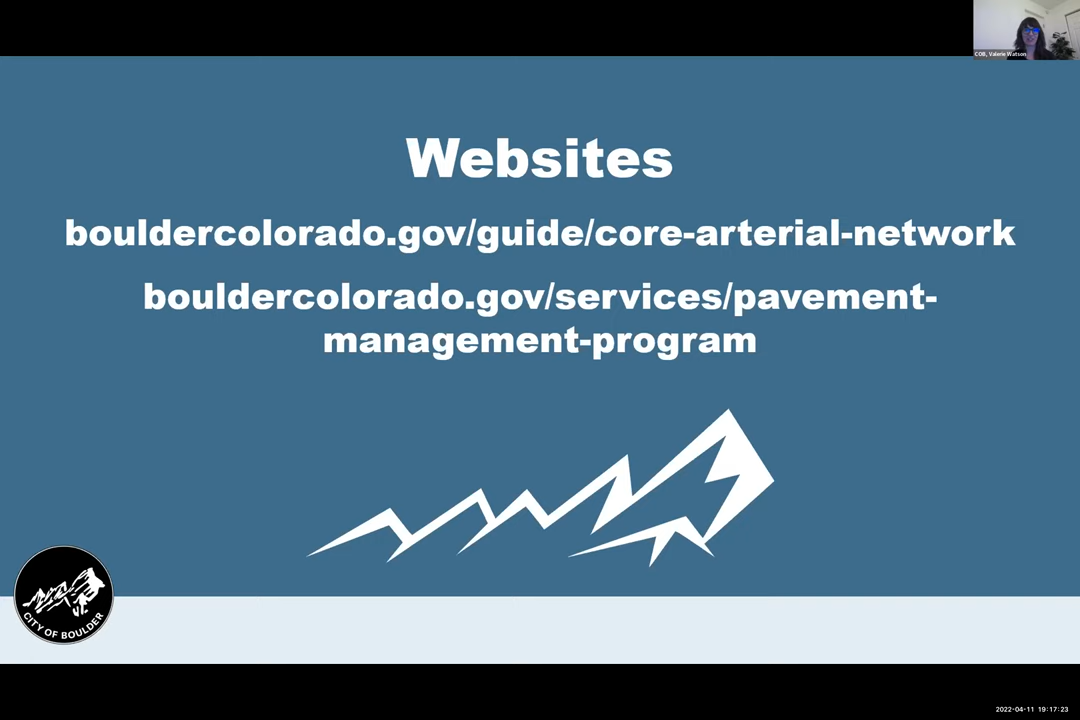 COB, Valerie Watson
Websites
bouldercolorado.gov/guide/core-arterial-network
bouldercolorado.gov/services/pavement-
management-program
CITY OF BOULDER
2022-04-11 19:17:23